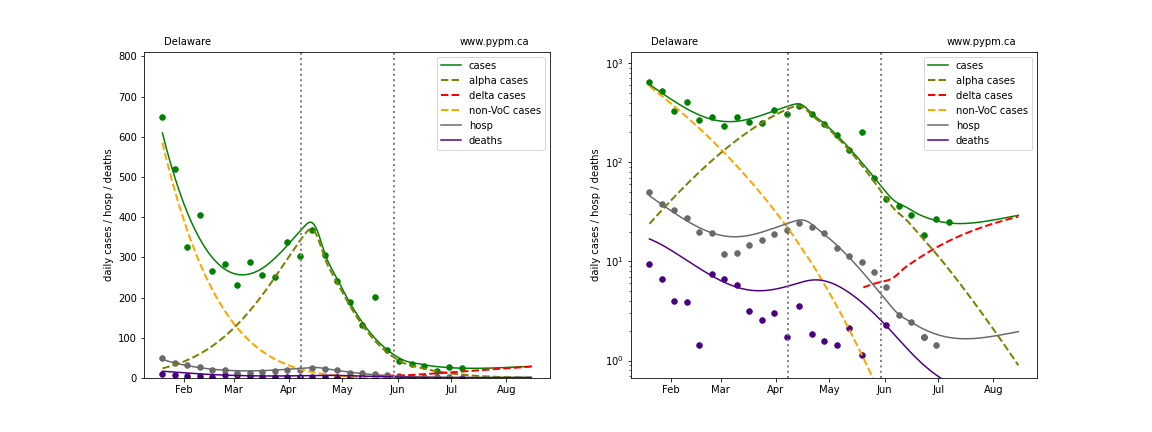 Delaware www.pypm.ca
800
700
600
500
400
300
200
100
0
daily cases / hosp / deaths
cases
alpha cases
delta cases
non-VoC cases
hosp
deaths
Feb Mar Apr May Jun Jul Aug
Delaware www.pypm.ca
10³
10²
10¹
10⁰
daily cases / hosp / deaths
cases
alpha cases
delta cases
non-VoC cases
hosp
deaths
Feb Mar Apr May Jun Jul Aug